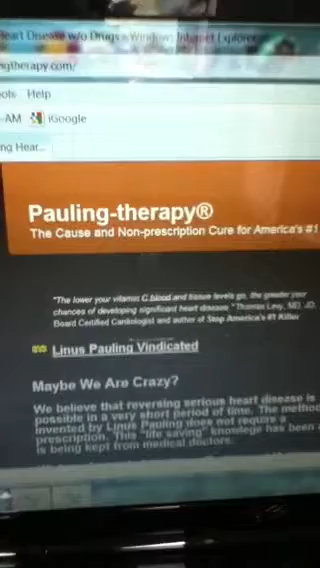 Heart Disease w/o Drugs - Windows Internet Explorer
ngtherapy.com/
ols Help
-AM iGoogle
ng Hear...
Pauling-therapy®
The Cause and Non-prescription Cure for America's #1
"The lower your vitamin C blood and tissue levels go, the greater your
chances of developing significant heart disease" Thomas Levy, MD, JD,
Board Certified Cardiologist and author of Stop America's #1 Killer
Linus Pauling Vindicated
Maybe We Are Crazy?
We believe that reversing serious heart disease is
possible in a very short period of time. The method
invented by Linus Pauling does not require a
prescription. This "life saving" knowlege has been a
is being kept from medical doctors.